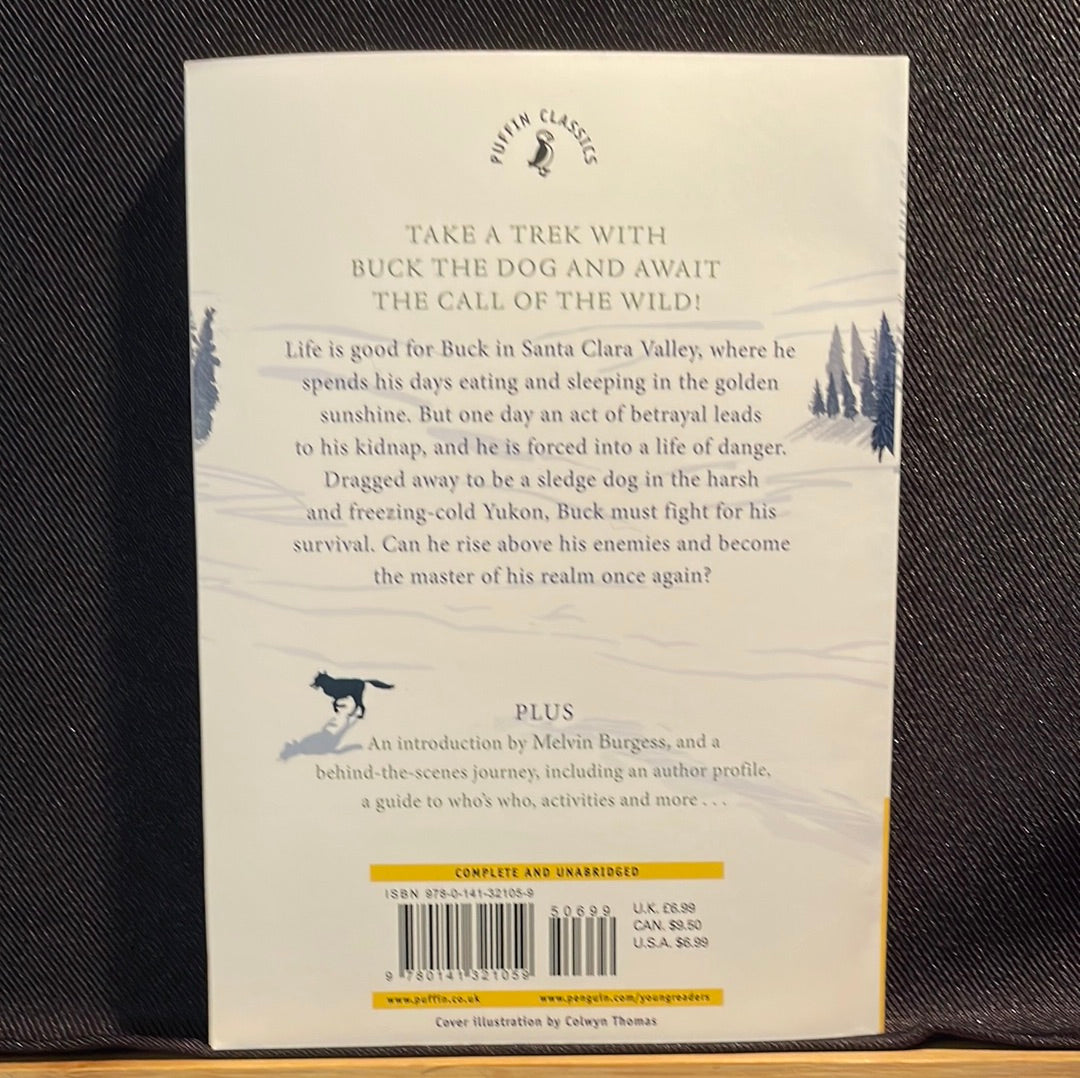 PUFFIN CLASSICS
TAKE A TREK WITH
BUCK THE DOG AND AWAIT
THE CALL OF THE WILD!
Life is good for Buck in Santa Clara Valley, where he
spends his days eating and sleeping in the golden
sunshine. But one day an act of betrayal leads
to his kidnap, and he is forced into a life of danger.
Dragged away to be a sledge dog in the harsh
and freezing-cold Yukon, Buck must fight for his
survival. Can he rise above his enemies and become
the master of his realm once again?
PLUS
An introduction by Melvin Burgess, and a
behind-the-scenes journey, including an author profile,
a guide to who's who, activities and more . . .
COMPLETE AND UNABRIDGED
ISBN 978-0-141-32105-9
50699
U.K. £6.99
CAN. $9.50
U.S.A. $6.99
9 780141 321059
www.puffin.co.uk www.penguin.com/youngreaders
Cover illustration by Colwyn Thomas